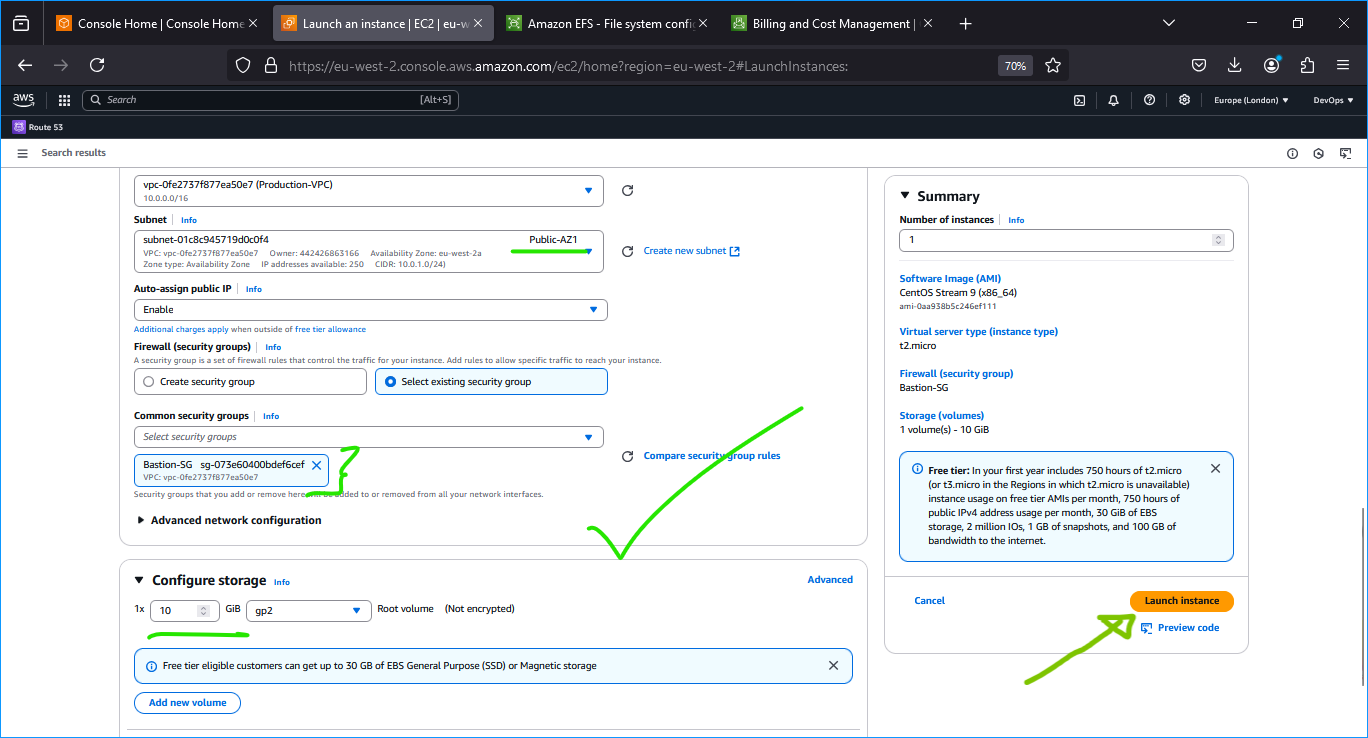 Console Home | Console Home
Launch an instance | EC2 | eu-w
Amazon EFS - File system config
Billing and Cost Management |
https://eu-west-2.console.aws.amazon.com/ec2/home?region=eu-west-2#LaunchInstances:
70%
aws
Search
[Alt+S]
Europe (London)
DevOps
Route 53
Search results
vpc-0fe2737f877ea50e7 (Production-VPC)
10.0.0.0/16
Subnet Info
subnet-01c8c945719d0c0f4 Public-AZ1
VPC: vpc-0fe2737f877ea50e7 Owner: 442426863166 Availability Zone: eu-west-2a
Zone type: Availability Zone IP addresses available: 250 CIDR: 10.0.1.0/24)
Create new subnet
Auto-assign public IP Info
Enable
Additional charges apply when outside of free tier allowance
Firewall (security groups) Info
A security group is a set of firewall rules that control the traffic for your instance. Add rules to allow specific traffic to reach your instance.
Create security group
Select existing security group
Common security groups Info
Select security groups
Bastion-SG sg-073e60400bdef6cef
VPC: vpc-0fe2737f877ea50e7
Compare security group rules
Security groups that you add or remove here will be added to or removed from all your network interfaces.
Advanced network configuration
Configure storage Info
Advanced
1x 10 GiB gp2 Root volume (Not encrypted)
Free tier eligible customers can get up to 30 GB of EBS General Purpose (SSD) or Magnetic storage
Add new volume
Summary
Number of instances Info
1
Software Image (AMI)
CentOS Stream 9 (x86_64)
ami-0aa938b5c246ef111
Virtual server type (instance type)
t2.micro
Firewall (security group)
Bastion-SG
Storage (volumes)
1 volume(s) - 10 GiB
Free tier: In your first year includes 750 hours of t2.micro
(or t3.micro in the Regions in which t2.micro is unavailable)
instance usage on free tier AMIs per month, 750 hours of
public IPv4 address usage per month, 30 GiB of EBS
storage, 2 million IOs, 1 GB of snapshots, and 100 GB of
bandwidth to the internet.
Cancel
Launch instance
Preview code